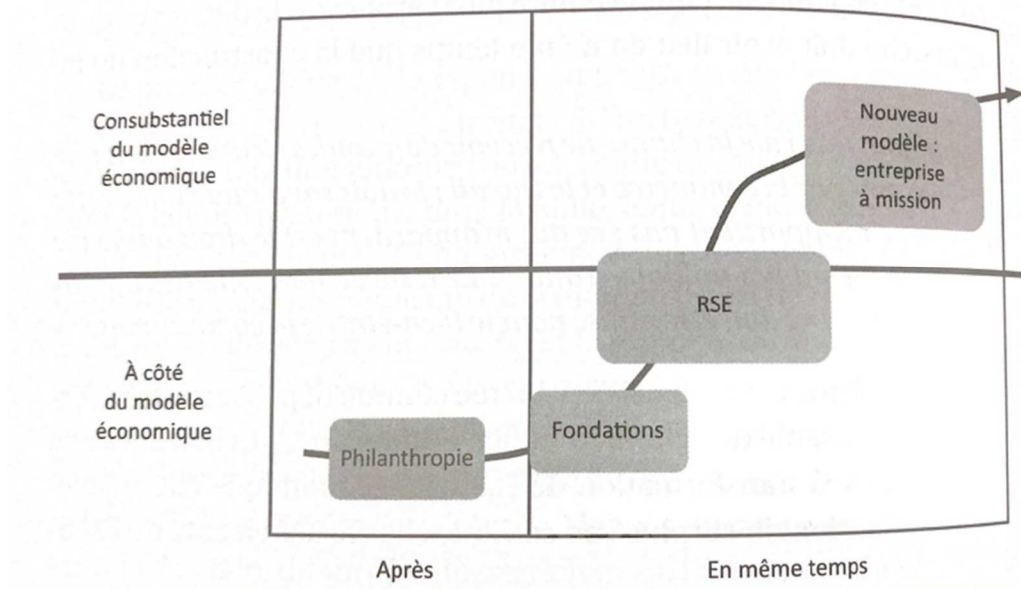 Consubstantiel
du modèle
économique
Nouveau
modèle :
entreprise
à mission
RSE
À côté
du modèle
économique
Philanthropie
Fondations
Après
En même temps